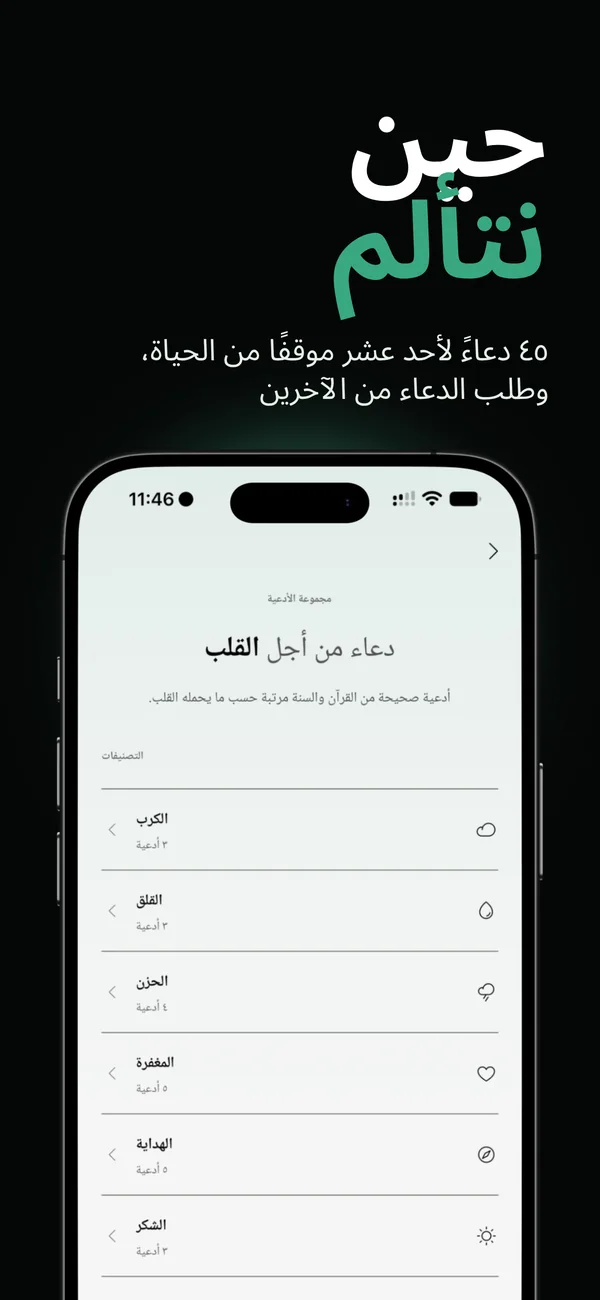 حين
نتألم
٤٥ دعاءً لأحد عشر موقفًا من الحياة،
وطلب الدعاء من الآخرين
11:46
مجموعة الأدعية
دعاء من أجل القلب
أدعية صحيحة من القرآن والسنة مرتبة حسب ما يحمله القلب.
التصنيفات
الكرب
٣ أدعية
القلق
٣ أدعية
الحزن
٤ أدعية
المغفرة
٥ أدعية
الهداية
٥ أدعية
الشكر
٣ أدعية